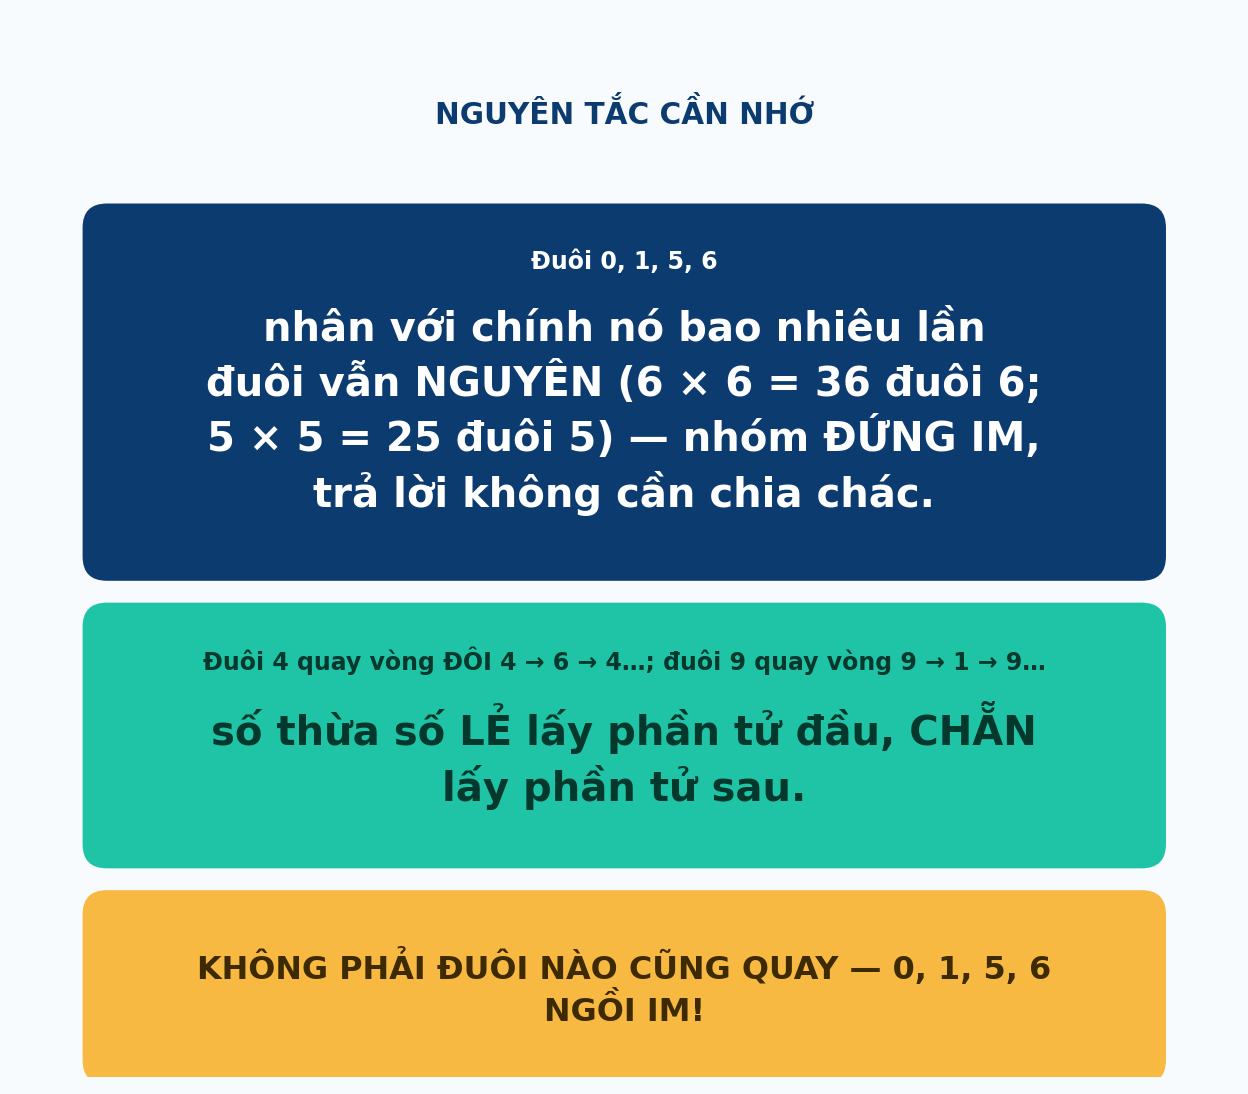 NGUYÊN TẮC CẦN NHỚ
Đuôi 0, 1, 5, 6
nhân với chính nó bao nhiêu lần
đuôi vẫn NGUYÊN (6 × 6 = 36 đuôi 6;
5 × 5 = 25 đuôi 5) — nhóm ĐỨNG IM,
trả lời không cần chia chác.
Đuôi 4 quay vòng ĐÔI 4 → 6 → 4…; đuôi 9 quay vòng 9 → 1 → 9…
số thừa số LẺ lấy phần tử đầu, CHẴN
lấy phần tử sau.
KHÔNG PHẢI ĐUÔI NÀO CŨNG QUAY — 0, 1, 5, 6
NGỒI IM!